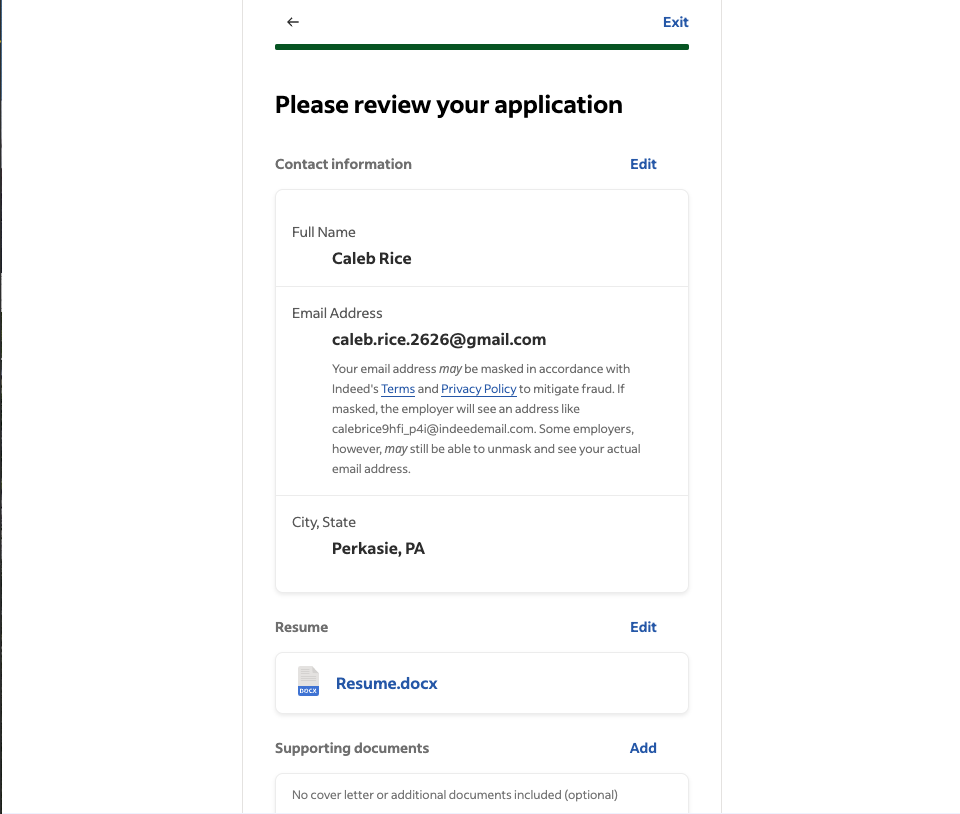 Exit
Please review your application
Contact information Edit
Full Name
Caleb Rice
Email Address
caleb.rice.2626@gmail.com
Your email address may be masked in accordance with
Indeed's Terms and Privacy Policy to mitigate fraud. If
masked, the employer will see an address like
calebrice9hfi_p4i@indeedemail.com. Some employers,
however, may still be able to unmask and see your actual
email address.
City, State
Perkasie, PA
Resume Edit
DOCX Resume.docx
Supporting documents Add
No cover letter or additional documents included (optional)